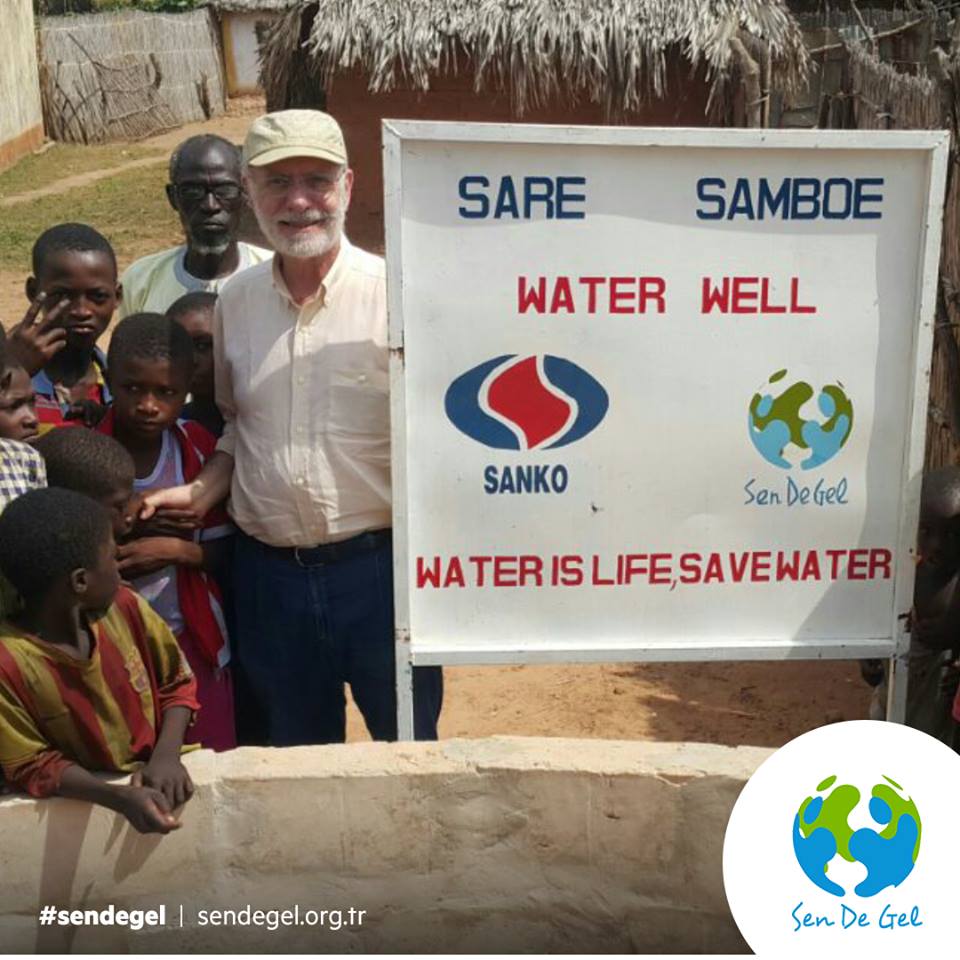 SARE SAMBOE
WATER WELL
SANKO
Sen De Gel
WATER IS LIFE, SAVE WATER
#sendegel | sendegel.org.tr
Sen De Gel